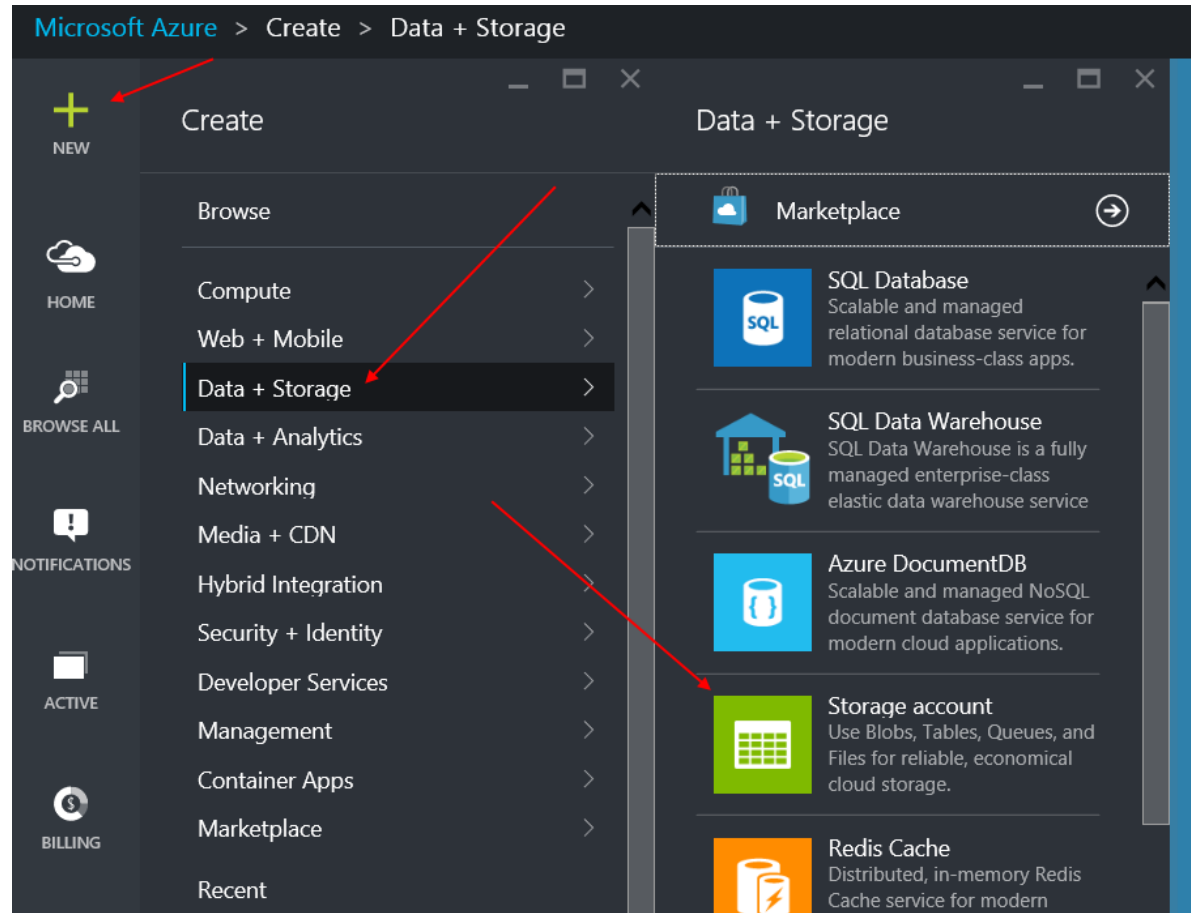 Microsoft Azure > Create > Data + Storage
NEW
HOME
BROWSE ALL
NOTIFICATIONS
ACTIVE
BILLING
Create
Browse
Compute
Web + Mobile
Data + Storage
Data + Analytics
Networking
Media + CDN
Hybrid Integration
Security + Identity
Developer Services
Management
Container Apps
Marketplace
Recent
Data + Storage
Marketplace
SQL Database
Scalable and managed
relational database service for
modern business-class apps.
SQL
SQL Data Warehouse
SQL Data Warehouse is a fully
managed enterprise-class
elastic data warehouse service
SQL
Azure DocumentDB
Scalable and managed NoSQL
document database service for
modern cloud applications.
Storage account
Use Blobs, Tables, Queues, and
Files for reliable, economical
cloud storage.
Redis Cache
Distributed, in-memory Redis
Cache service for modern